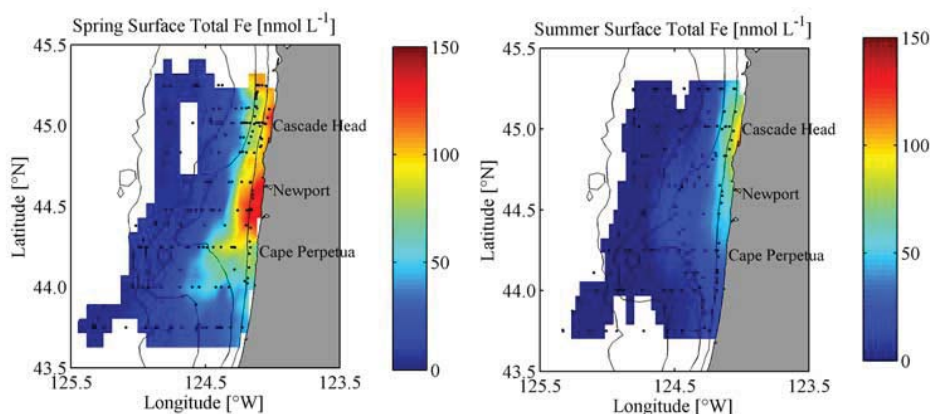 Spring Surface Total Fe [nmol L-1]
45.5
45.0
44.5
44.0
43.5
Latitude [°N]
Cascade Head
Newport
Cape Perpetua
125.5
124.5
123.5
Longitude [°W]
150
100
50
0
Summer Surface Total Fe [nmol L-1]
45.5
45.0
44.5
44.0
43.5
Latitude [°N]
Cascade Head
Newport
Cape Perpetua
125.5
124.5
123.5
Longitude [°W]
150
100
50
0